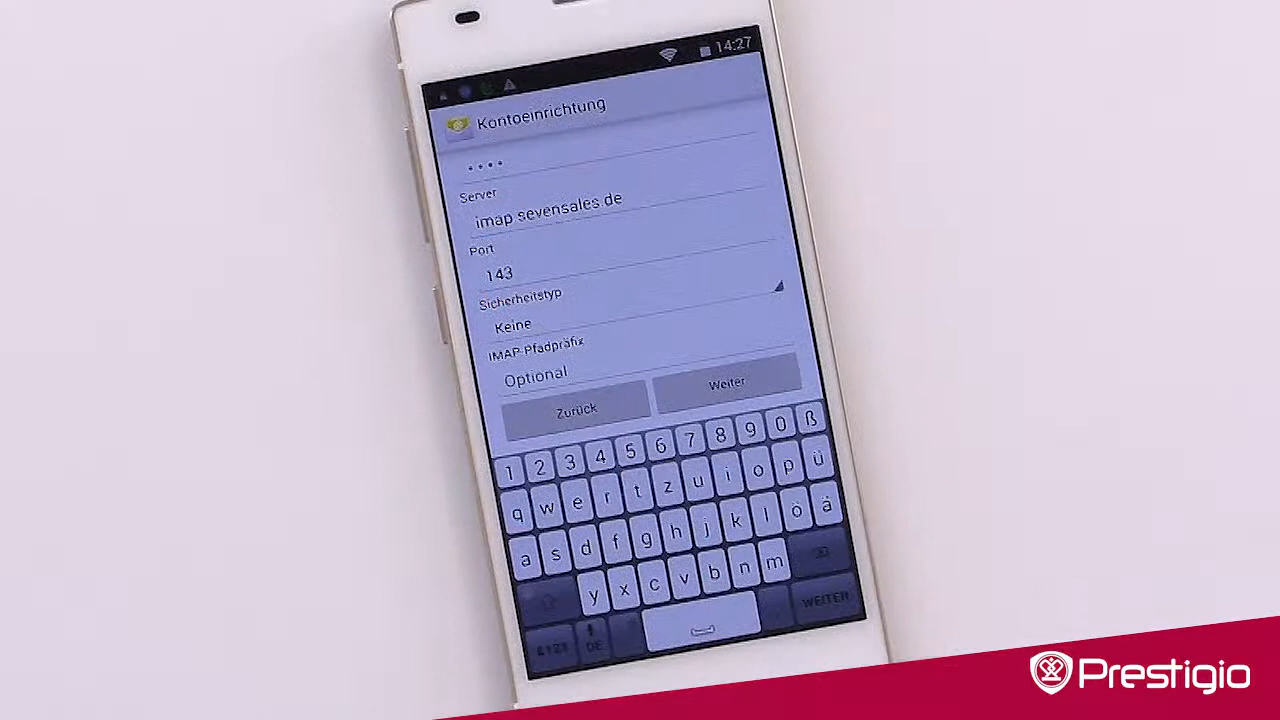 14:27
Kontoeinrichtung
••••
Server
imap.sevensales.de
Port
143
Sicherheitstyp
Keine
IMAP-Pfadpräfix
Optional
Zurück Weiter
1 2 3 4 5 6 7 8 9 0 ß
q w e r t z u i o p ü
a s d f g h j k l ö ä
y x c v b n m
DE WEITER
Prestigio